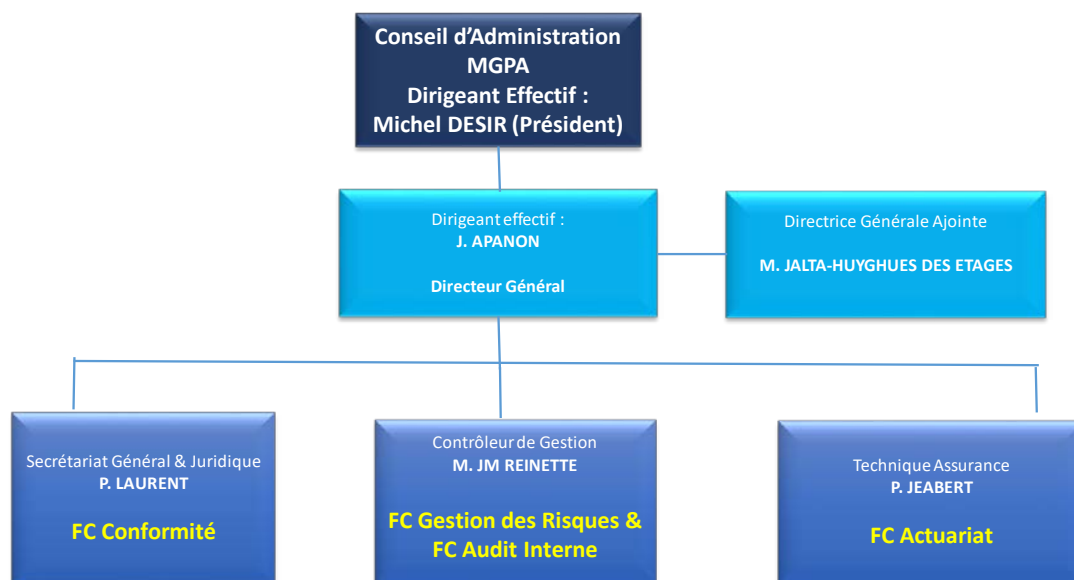 Conseil d'Administration
MGPA
Dirigeant Effectif :
Michel DESIR (Président)
Dirigeant effectif :
J. APANON
Directeur Général
Directrice Générale Ajointe
M. JALTA-HUYGHUES DES ETAGES
Secrétariat Général & Juridique
P. LAURENT
FC Conformité
Contrôleur de Gestion
M. JM REINETTE
FC Gestion des Risques &
FC Audit Interne
Technique Assurance
P. JEABERT
FC Actuariat